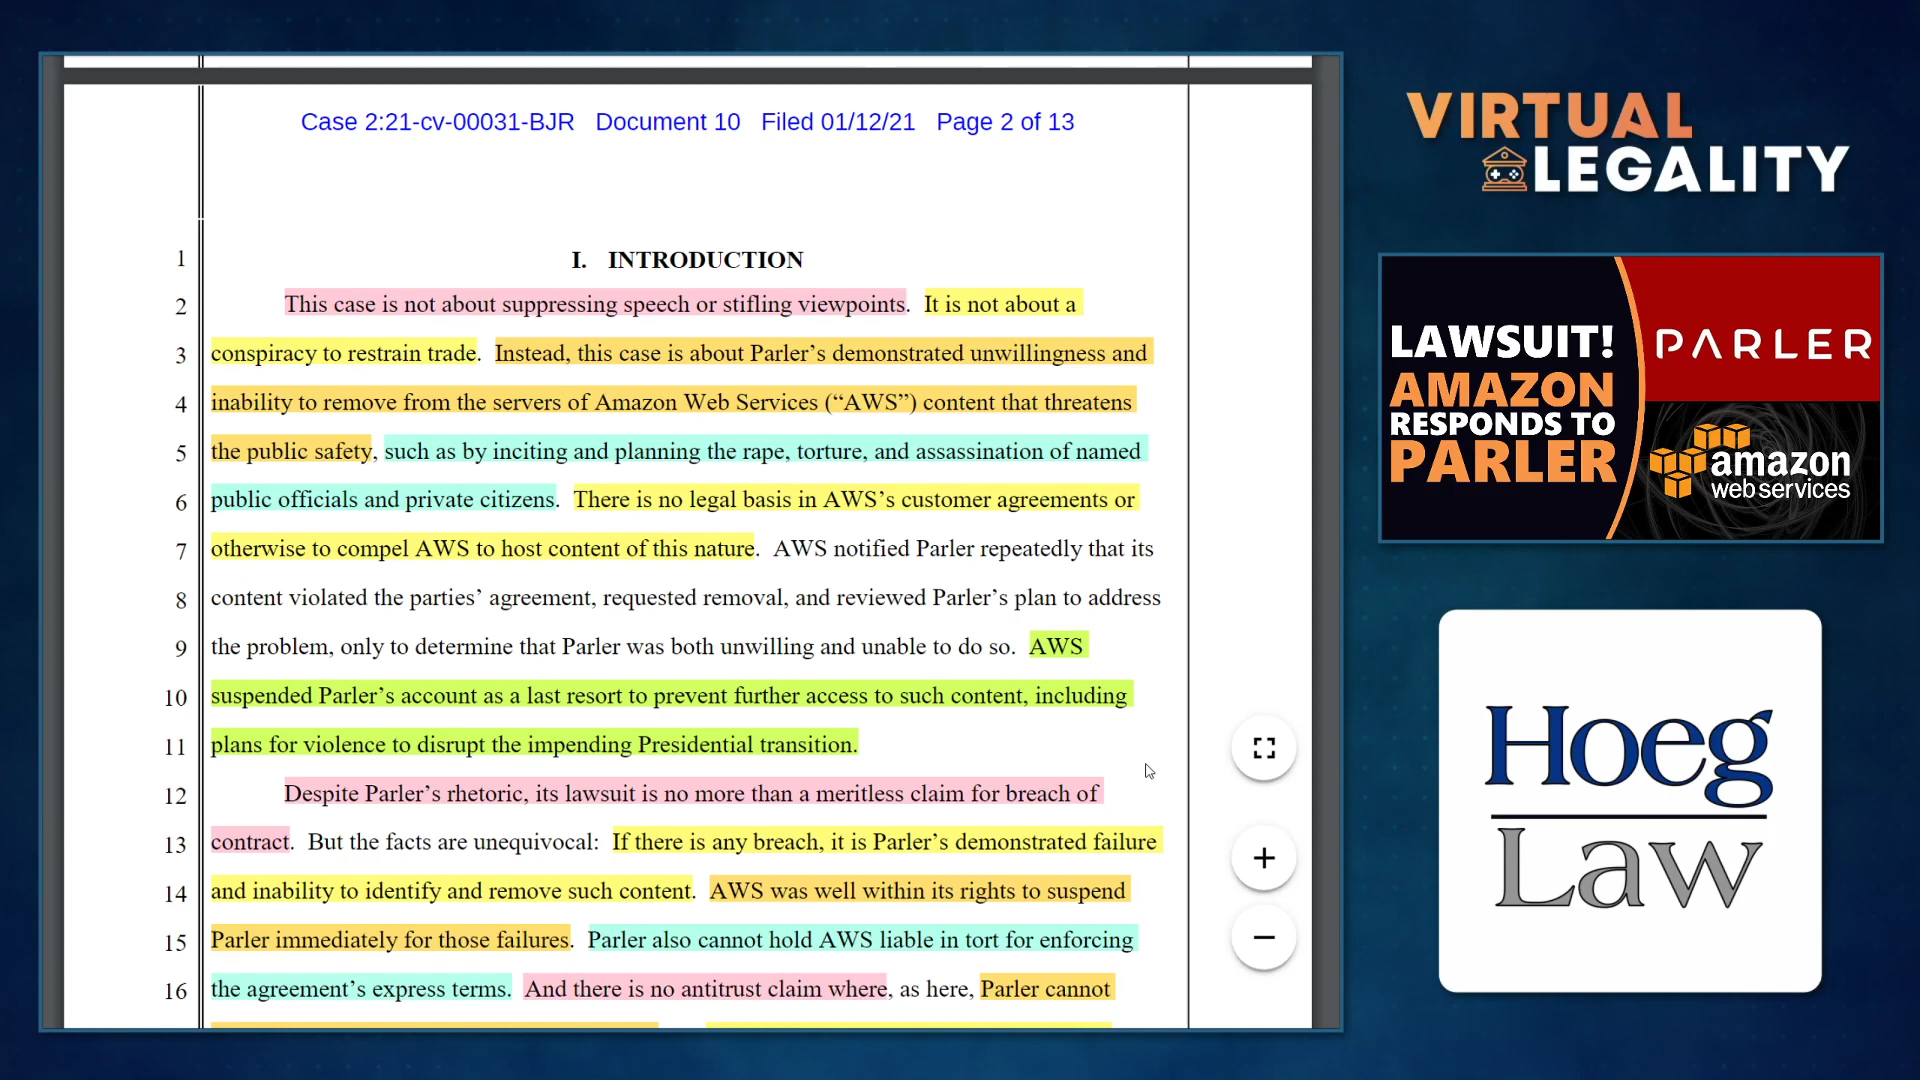 Case 2:21-cv-00031-BJR Document 10 Filed 01/12/21 Page 2 of 13
1 I. INTRODUCTION
2 This case is not about suppressing speech or stifling viewpoints. It is not about a
3 conspiracy to restrain trade. Instead, this case is about Parler’s demonstrated unwillingness and
4 inability to remove from the servers of Amazon Web Services (“AWS”) content that threatens
5 the public safety, such as by inciting and planning the rape, torture, and assassination of named
6 public officials and private citizens. There is no legal basis in AWS’s customer agreements or
7 otherwise to compel AWS to host content of this nature. AWS notified Parler repeatedly that its
8 content violated the parties’ agreement, requested removal, and reviewed Parler’s plan to address
9 the problem, only to determine that Parler was both unwilling and unable to do so. AWS
10 suspended Parler’s account as a last resort to prevent further access to such content, including
11 plans for violence to disrupt the impending Presidential transition.
12 Despite Parler’s rhetoric, its lawsuit is no more than a meritless claim for breach of
13 contract. But the facts are unequivocal: If there is any breach, it is Parler’s demonstrated failure
14 and inability to identify and remove such content. AWS was well within its rights to suspend
15 Parler immediately for those failures. Parler also cannot hold AWS liable in tort for enforcing
16 the agreement’s express terms. And there is no antitrust claim where, as here, Parler cannot
VIRTUAL
LEGALITY
LAWSUIT!
AMAZON
RESPONDS TO
PARLER
PARLER
amazon
web services
Hoeg
Law